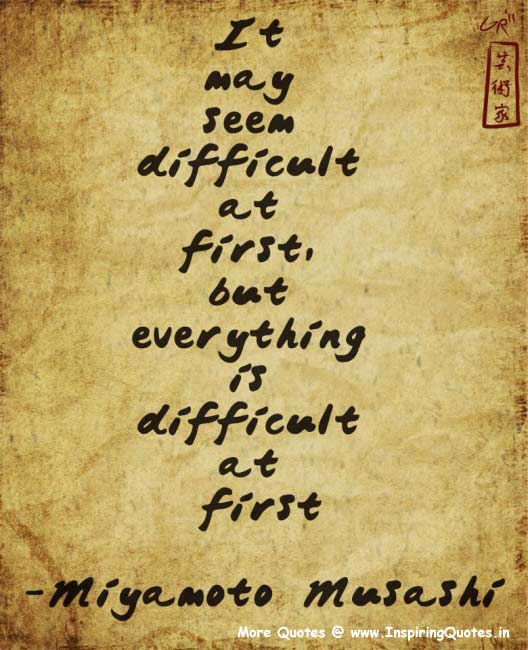 It
may
seem
difficult
at
first,
but
everything
is
difficult
at
first
-Miyamoto Musashi
芸術家
More Quotes @ www.InspiringQuotes.in